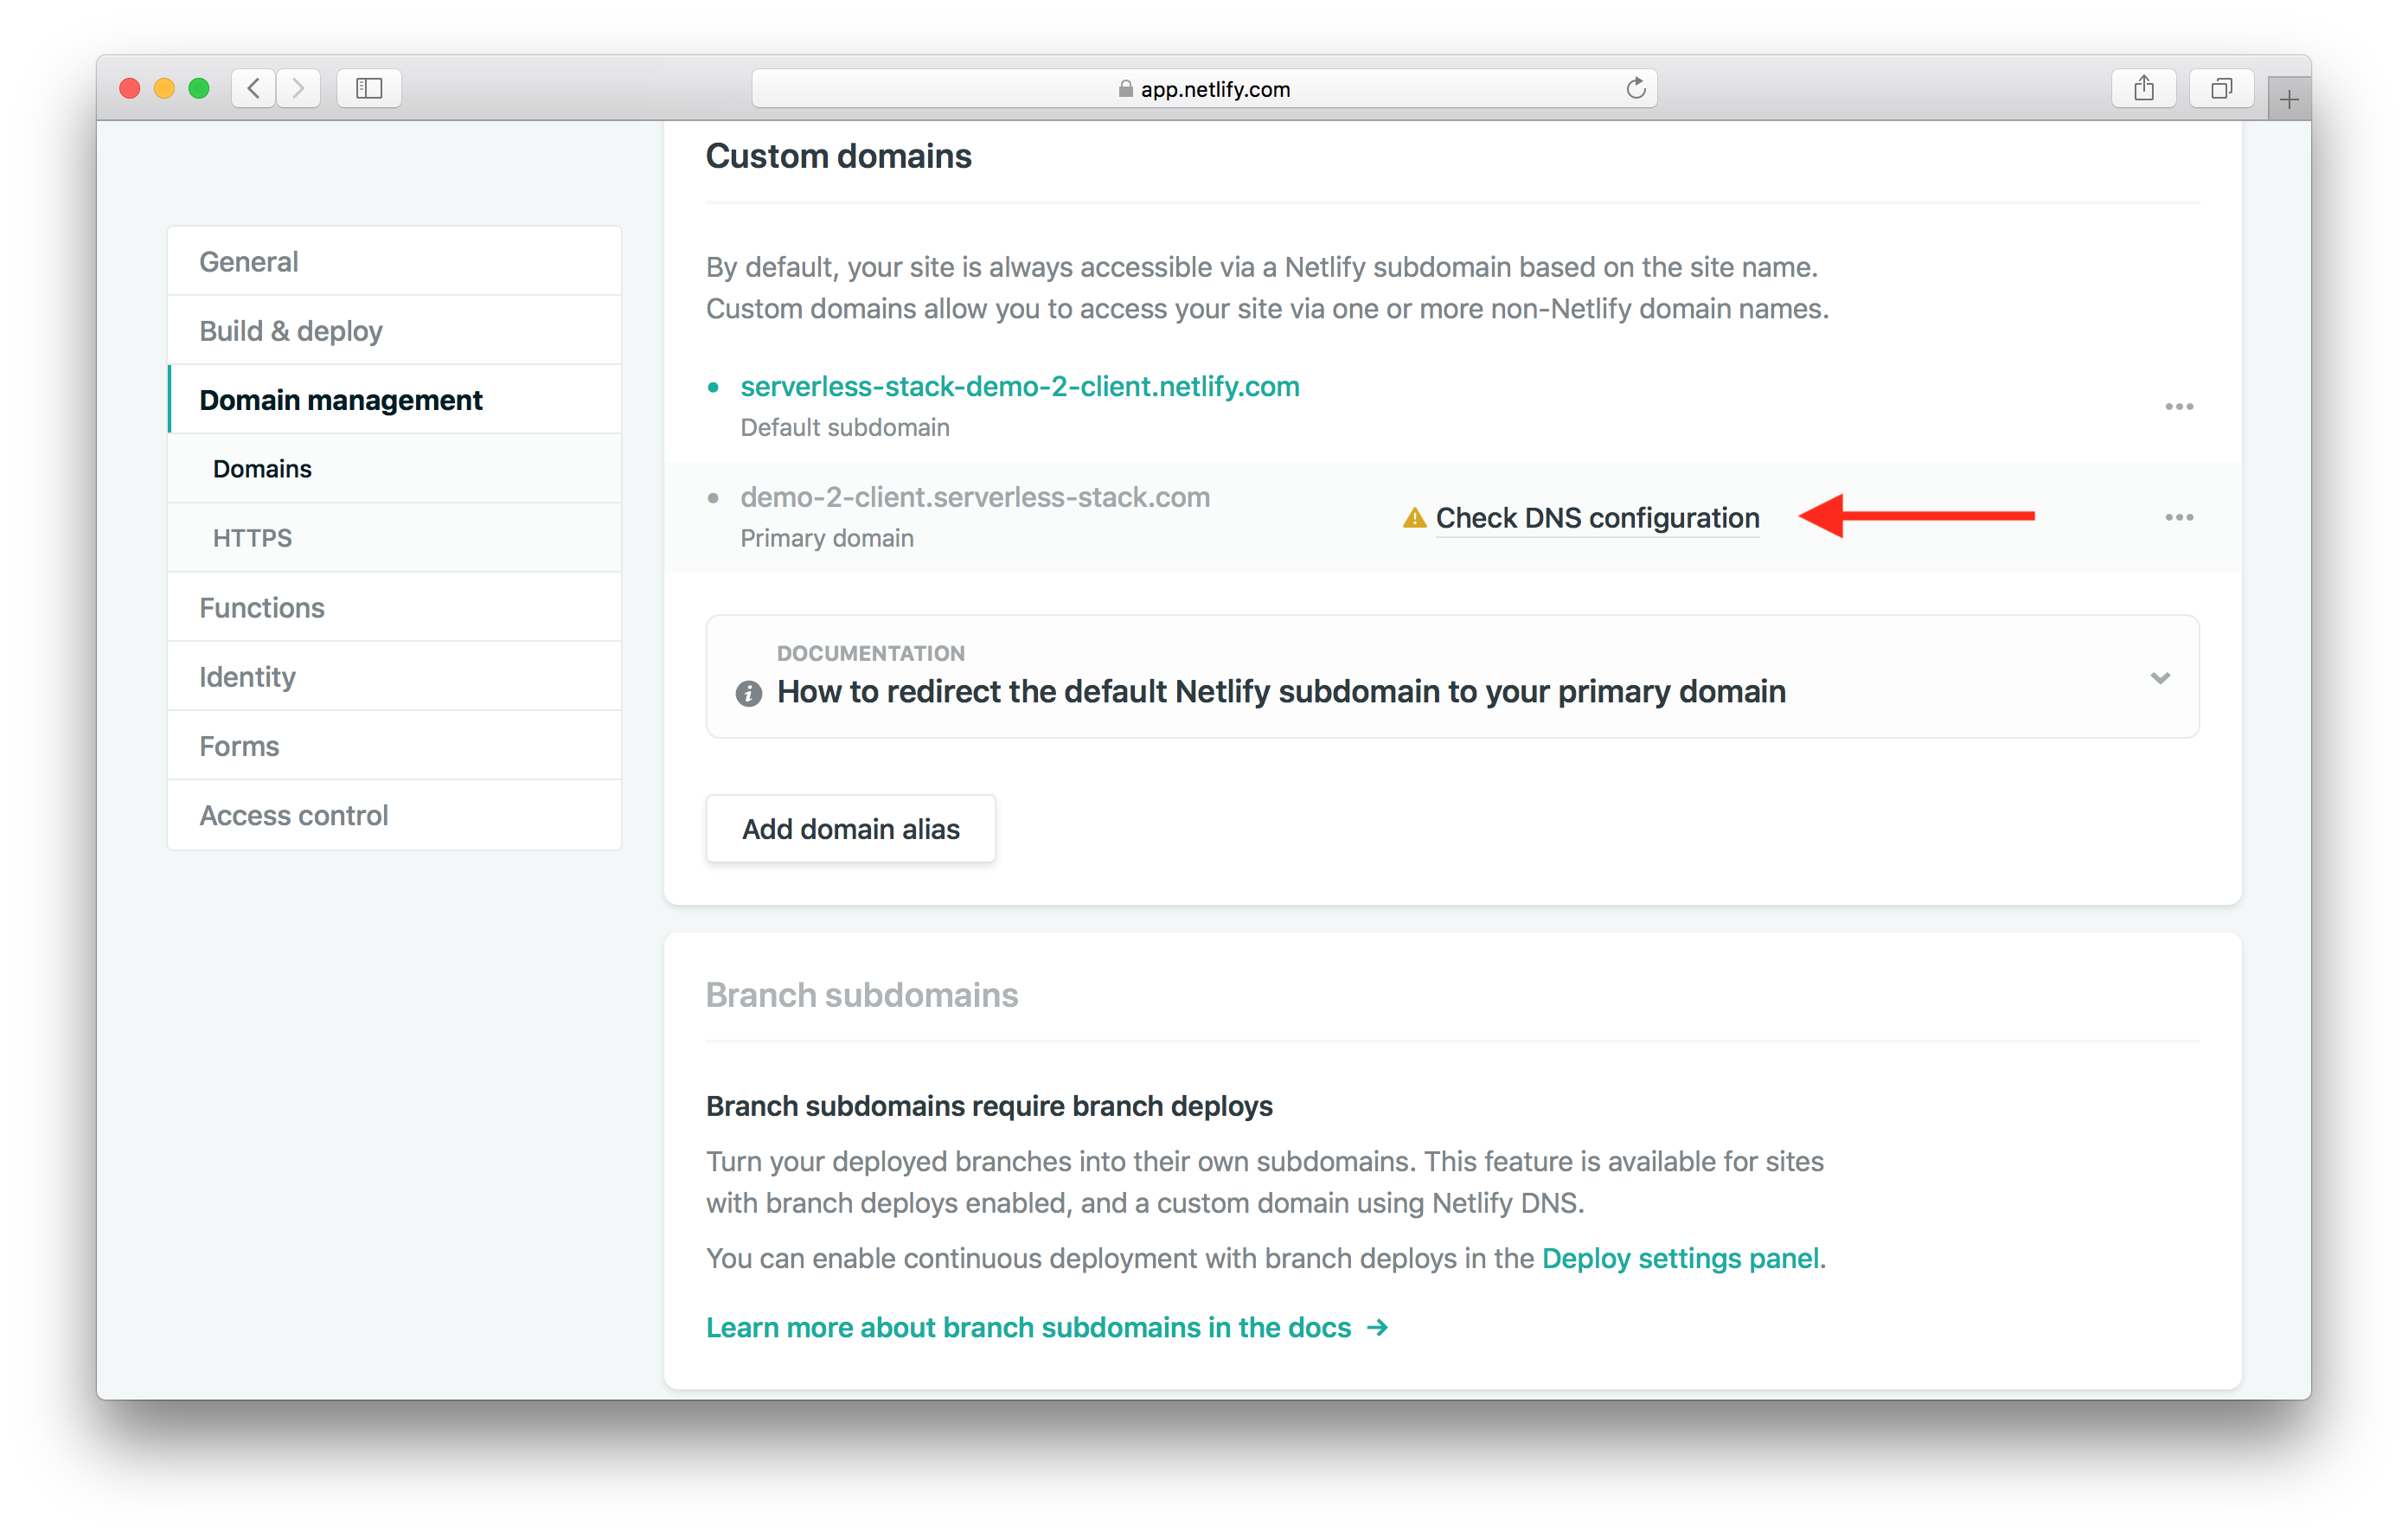 app.netlify.com
Custom domains
By default, your site is always accessible via a Netlify subdomain based on the site name.
Custom domains allow you to access your site via one or more non-Netlify domain names.
General
Build & deploy
Domain management
Domains
HTTPS
Functions
Identity
Forms
Access control
serverless-stack-demo-2-client.netlify.com
Default subdomain
demo-2-client.serverless-stack.com
Primary domain
Check DNS configuration
DOCUMENTATION
How to redirect the default Netlify subdomain to your primary domain
Add domain alias
Branch subdomains
Branch subdomains require branch deploys
Turn your deployed branches into their own subdomains. This feature is available for sites
with branch deploys enabled, and a custom domain using Netlify DNS.
You can enable continuous deployment with branch deploys in the Deploy settings panel.
Learn more about branch subdomains in the docs →